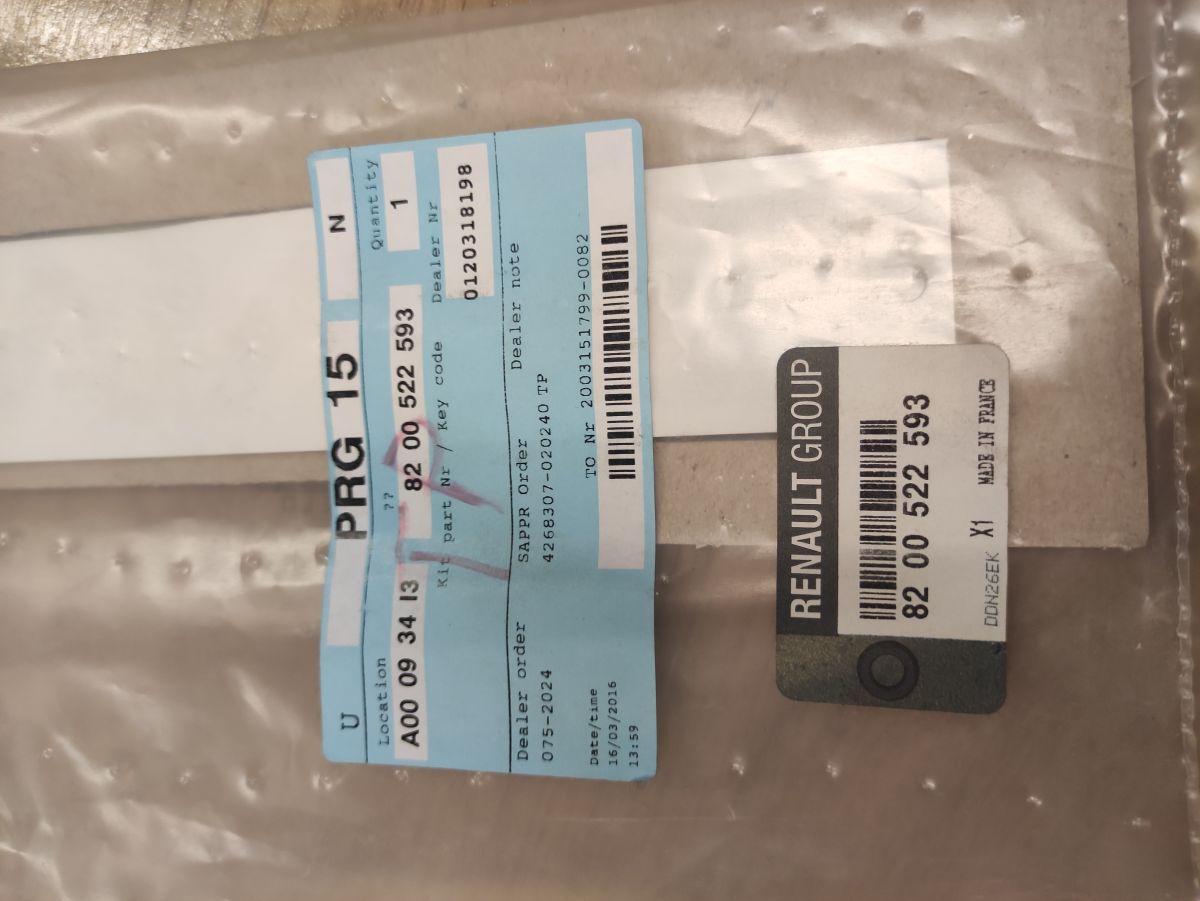 U PRG 15 N
Location ?? Quantity
A00 09 34 I3 82 00 522 593 1
Kit part Nr / Key code Dealer Nr
0120318198
Dealer order SAPPR Order Dealer note
075-2024 4268307-020240 TP
Date/time TO Nr 2003151799-0082
16/03/2016
13:59
RENAULT GROUP
82 00 522 593
DDN26EK X1 MADE IN FRANCE